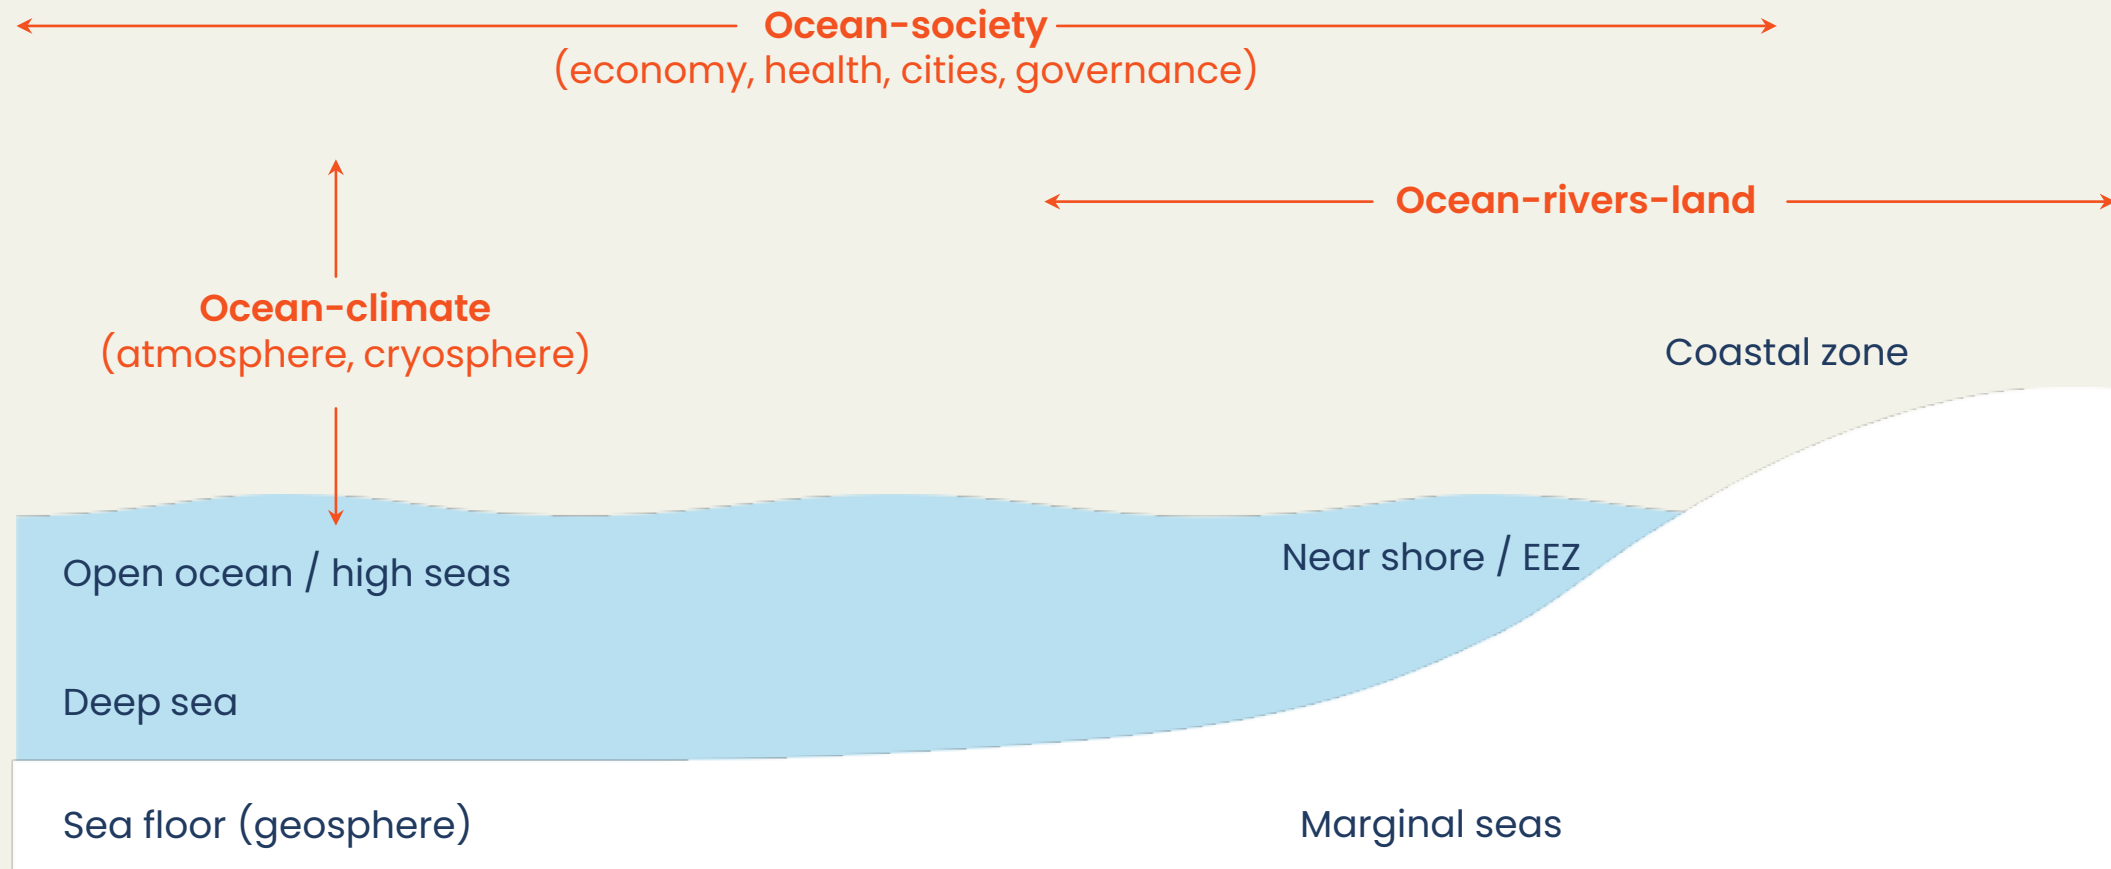 Ocean-society
(economy, health, cities, governance)
Ocean-rivers-land
Ocean-climate
(atmosphere, cryosphere)
Coastal zone
Near shore / EEZ
Open ocean / high seas
Deep sea
Sea floor (geosphere)
Marginal seas